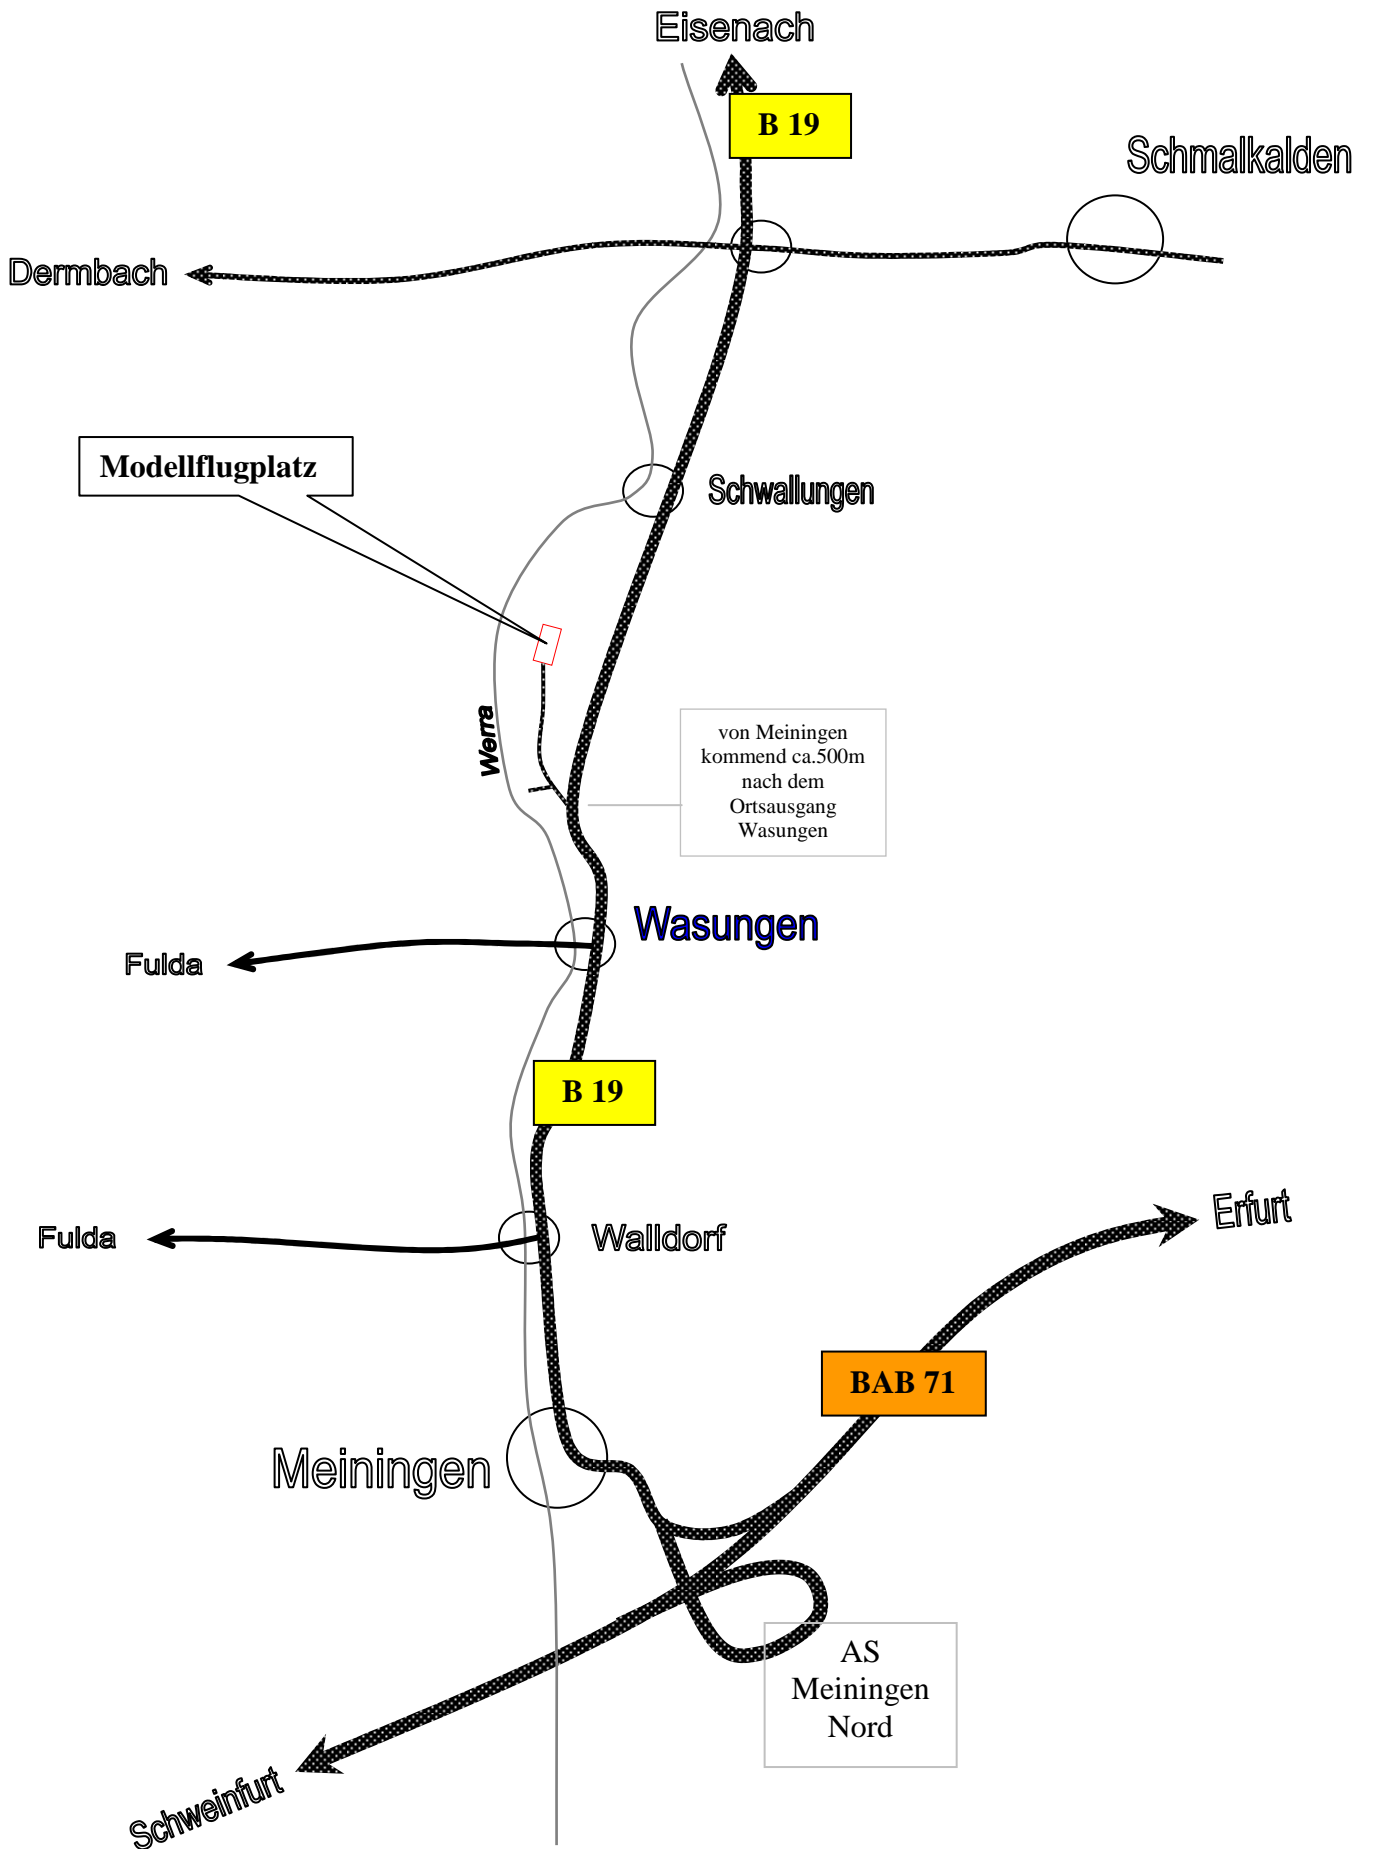 Eisenach
B 19
Schmalkalden
Dermbach
Modellflugplatz
Schwallungen
Werra
von Meiningen
kommend ca.500m
nach dem
Ortsausgang
Wasungen
Wasungen
Fulda
B 19
Erfurt
Fulda
Walldorf
BAB 71
Meiningen
AS
Meiningen
Nord
Schweinfurt